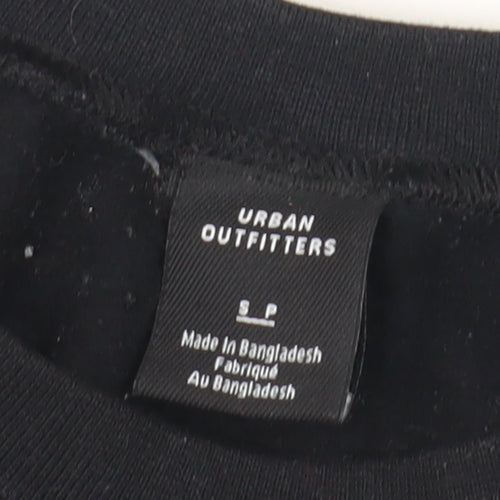 URBAN
OUTFITTERS
S P
Made In Bangladesh
Fabriqué
Au Bangladesh